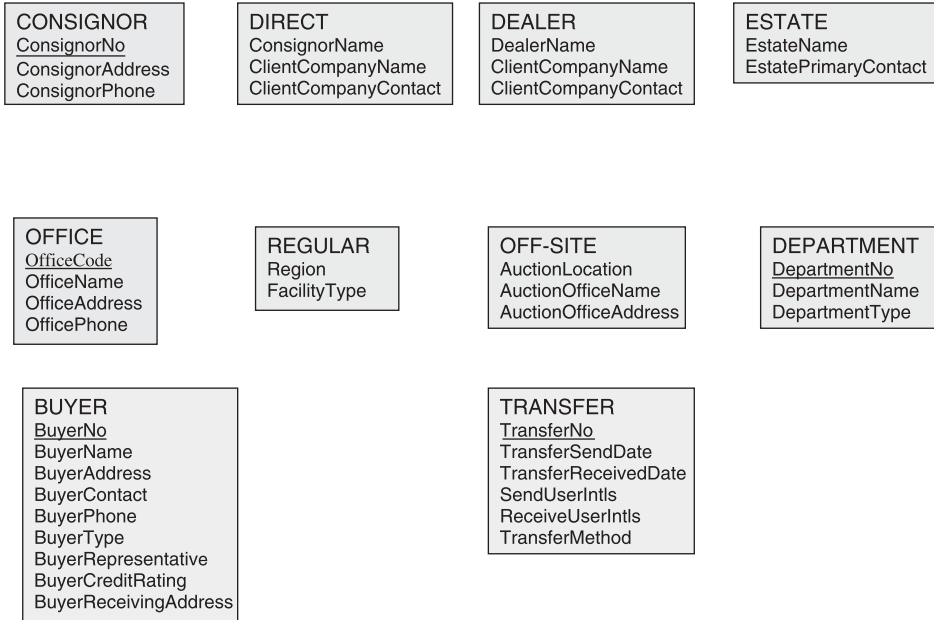 CONSIGNOR
ConsignorNo
ConsignorAddress
ConsignorPhone
DIRECT
ConsignorName
ClientCompanyName
ClientCompanyContact
DEALER
DealerName
ClientCompanyName
ClientCompanyContact
ESTATE
EstateName
EstatePrimaryContact
OFFICE
OfficeCode
OfficeName
OfficeAddress
OfficePhone
REGULAR
Region
FacilityType
OFF-SITE
AuctionLocation
AuctionOfficeName
AuctionOfficeAddress
DEPARTMENT
DepartmentNo
DepartmentName
DepartmentType
BUYER
BuyerNo
BuyerName
BuyerAddress
BuyerContact
BuyerPhone
BuyerType
BuyerRepresentative
BuyerCreditRating
BuyerReceivingAddress
TRANSFER
TransferNo
TransferSendDate
TransferReceivedDate
SendUserIntls
ReceiveUserIntls
TransferMethod